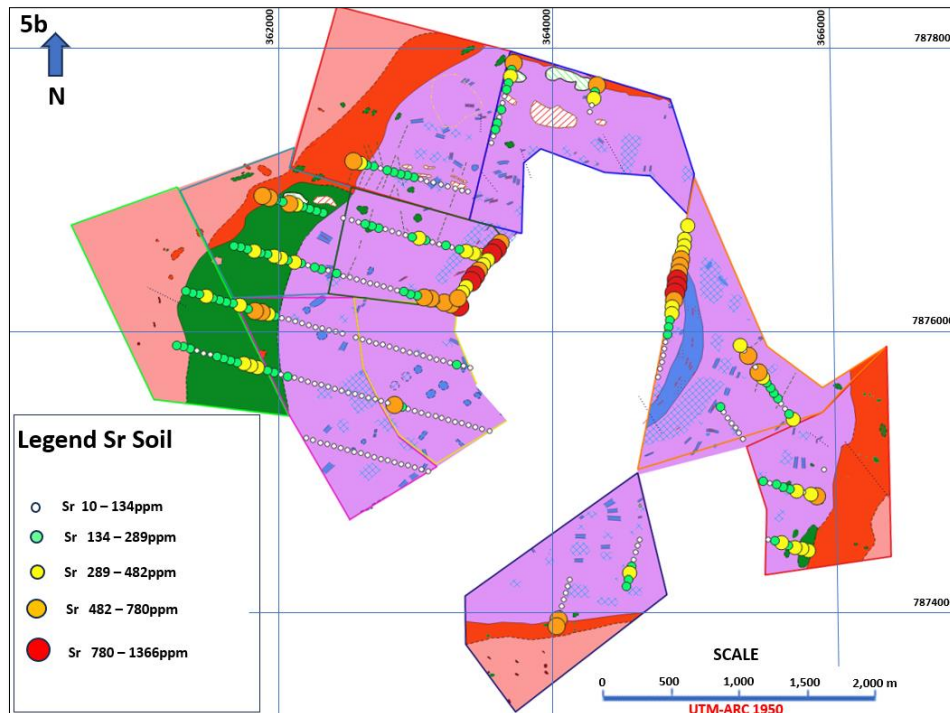 5b
362000
364000
366000
787800
N
7876000
Legend Sr Soil
Sr 10 – 134ppm
Sr 134 – 289ppm
Sr 289 – 482ppm
Sr 482 – 780ppm
Sr 780 – 1366ppm
7874000
SCALE
0 500 1,000 1,500 2,000 m
UTM-ARC 1950